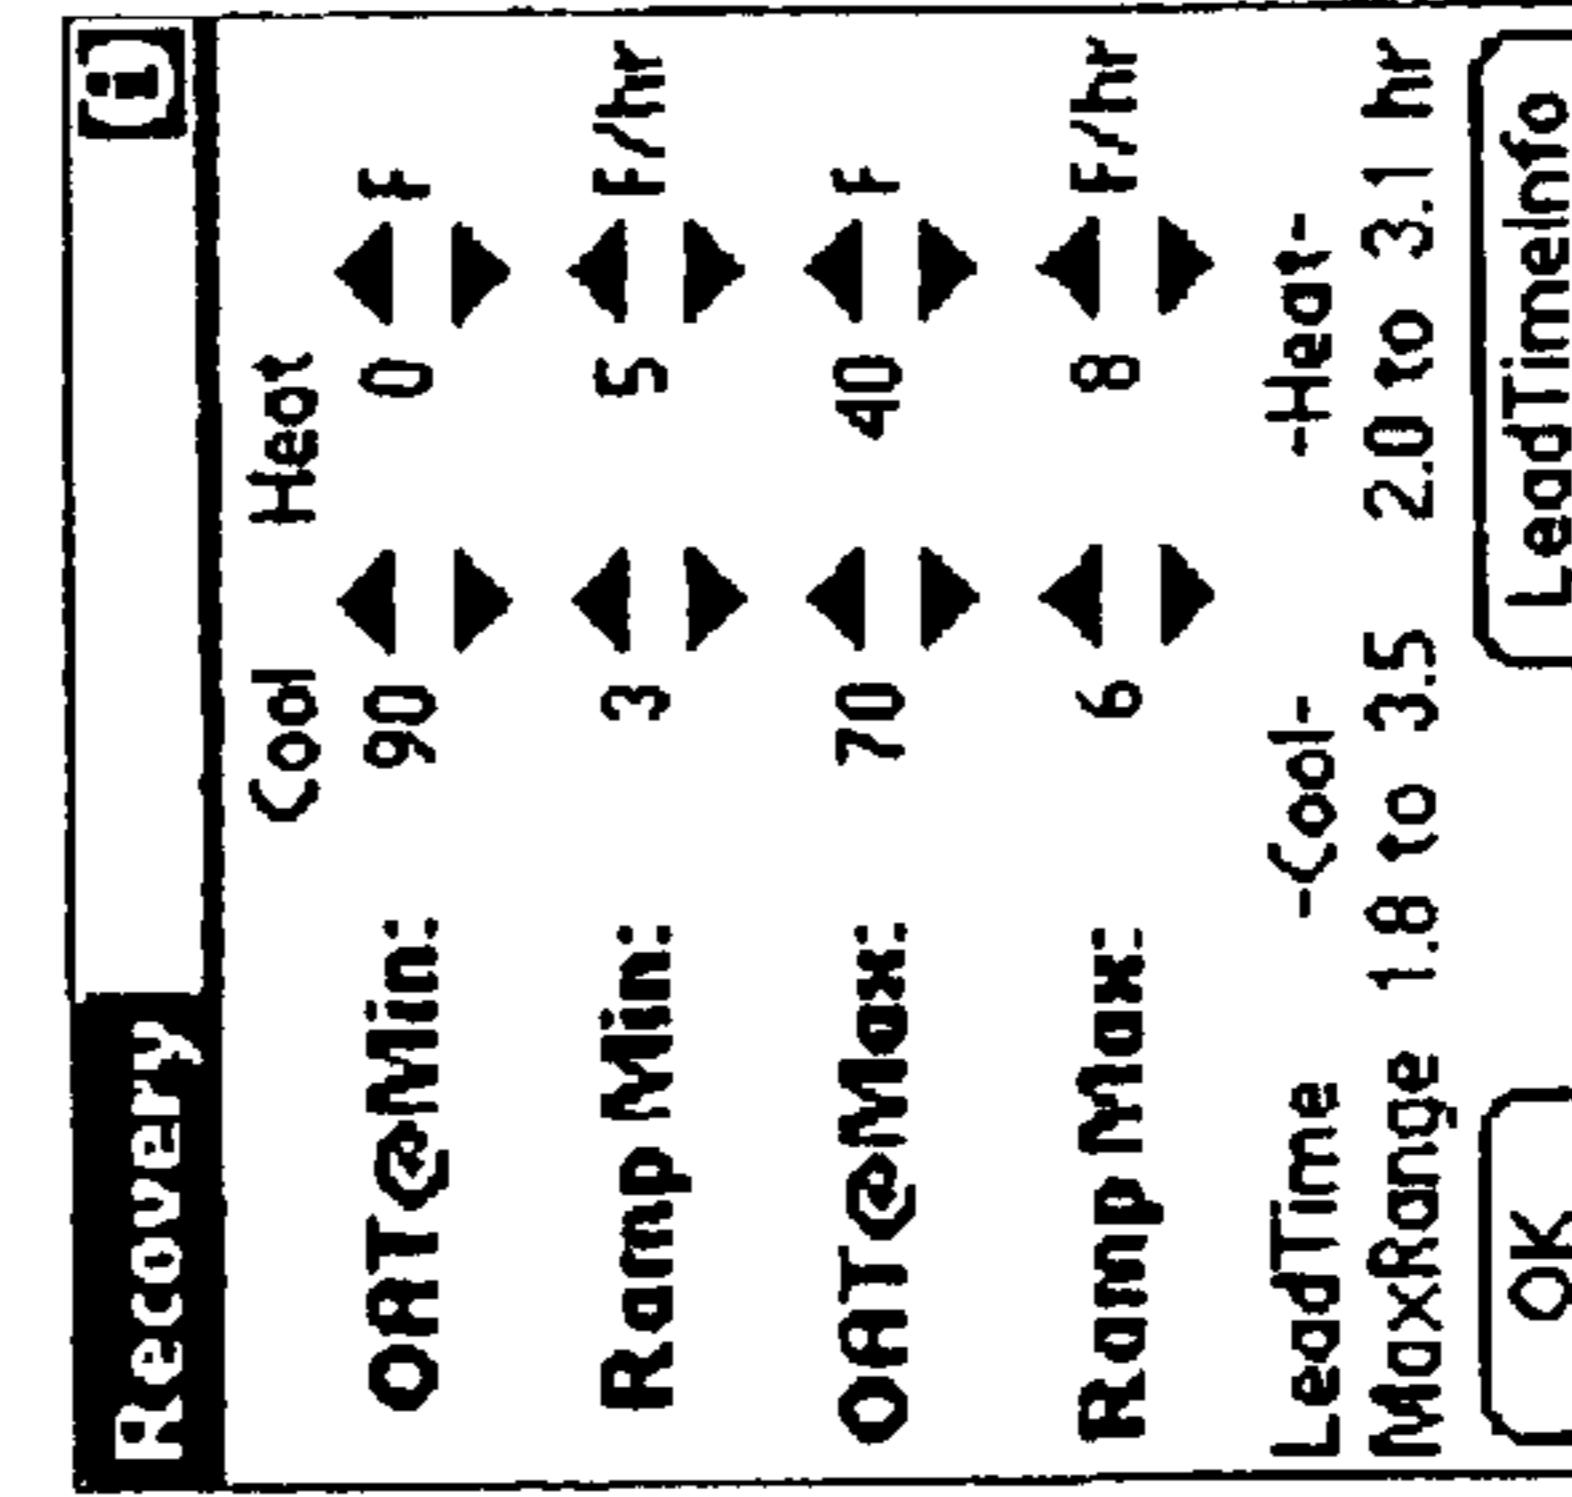 Recovery i
Cool Heat
OAT@Min: 90 0 F
Ramp Min: 3 5 F/hr
OAT@Max: 70 40 F
Ramp Max: 6 8 F/hr
LeadTime -Cool- -Heat-
MaxRange 1.8 to 3.5 2.0 to 3.1 hr
OK LeadTimeInfo